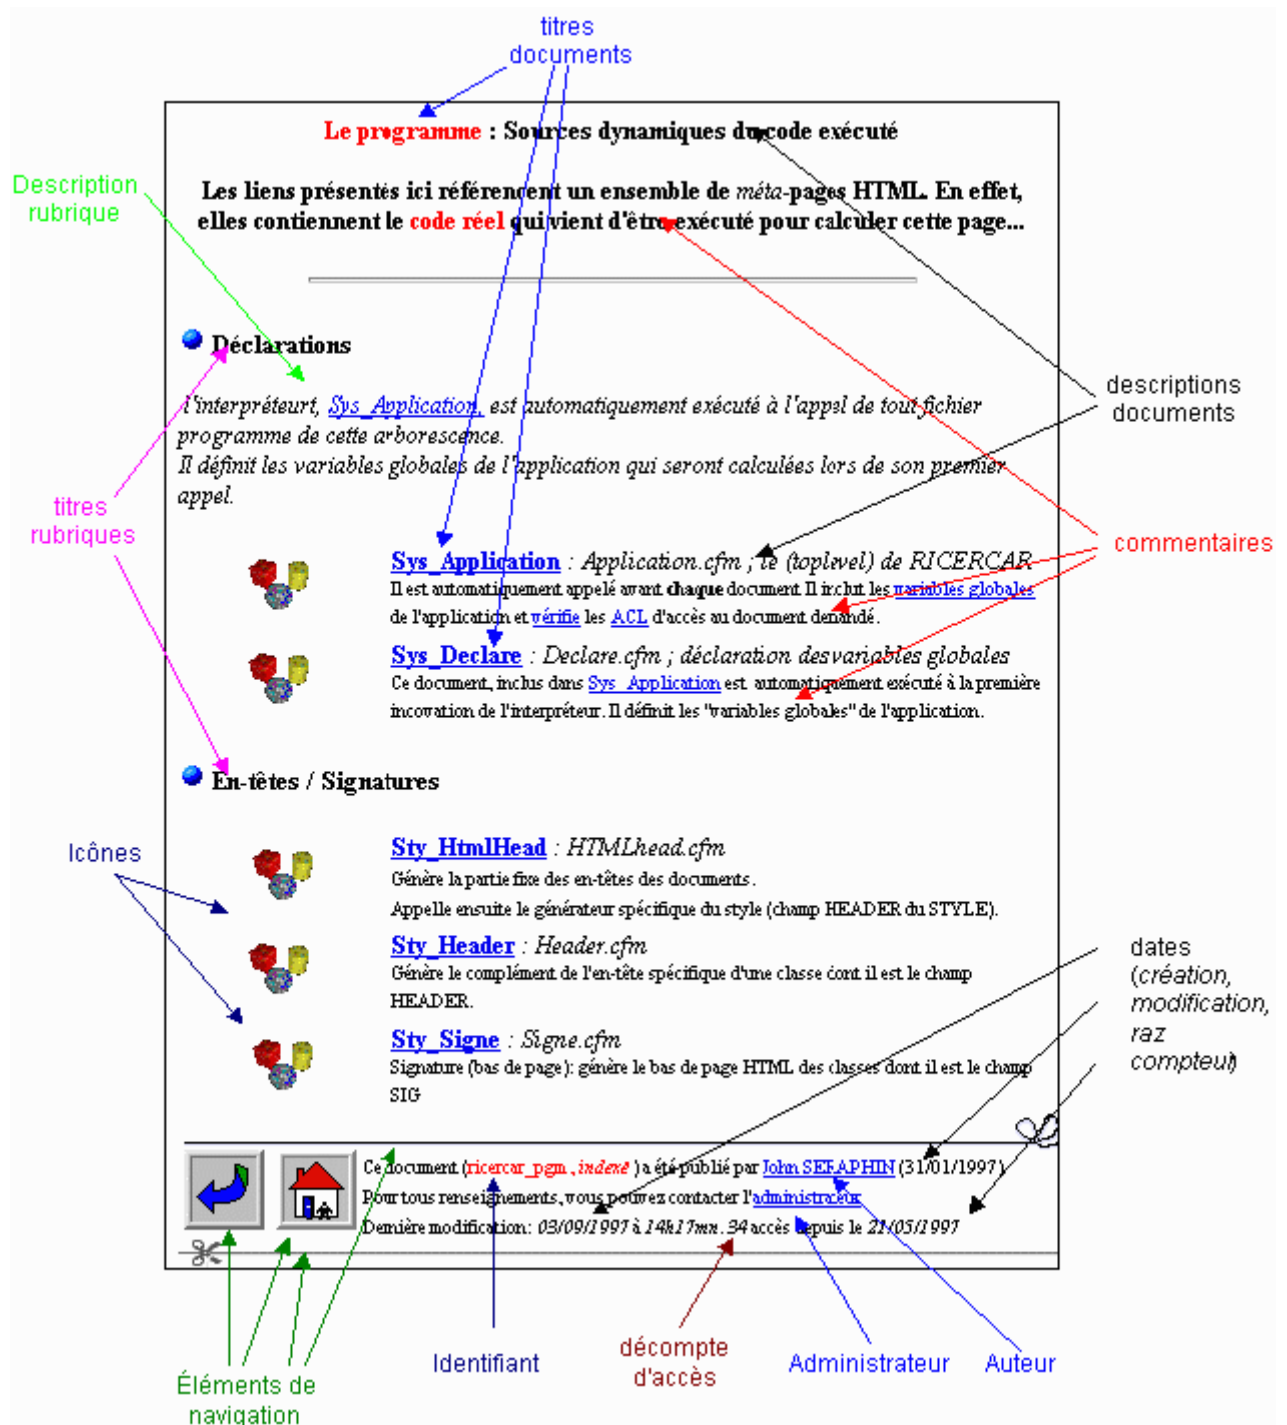 titres
documents
Le programme : Sources dynamiques du code exécuté
Description
rubrique
Les liens présentés ici référencent un ensemble de méta-pages HTML. En effet,
elles contiennent le code réel qui vient d'être exécuté pour calculer cette page...
Déclarations
descriptions
documents
l'interpréteurt, Sys_Application, est automatiquement exécuté à l'appel de tout fichier
programme de cette arborescence.
Il définit les variables globales de l'application qui seront calculées lors de son premier
appel.
titres
rubriques
commentaires
Sys_Application : Application.cfm ; le (toplevel) de RICERCAR
Il est automatiquement appelé avant chaque document Il inclut les variables globales
de l'application et vérifie les ACL d'accès au document demandé.
Sys_Declare : Declare.cfm ; déclaration des variables globales
Ce document, inclus dans Sys_Application est automatiquement exécuté à la première
incovation de l'interpréteur. Il définit les "variables globales" de l'application.
En-têtes / Signatures
Icônes
Sty_HtmlHead : HTMLhead.cfm
Génère la partie fixe des en-têtes des documents.
Appelle ensuite le générateur spécifique du style (champ HEADER du STYLE).
Sty_Header : Header.cfm
Génère le complément de l'en-tête spécifique d'une classe dont il est le champ
HEADER.
dates
(création,
modification,
raz
compteur)
Sty_Signe : Signe.cfm
Signature (bas de page): génère le bas de page HTML des classes dont il est le champ
SIG
Ce document (ricercar_pgm , indexé ) a été publié par John SERAPHIN (31/01/1997)
Pour tous renseignements, vous pouvez contacter l'administrateur
Dernière modification: 03/09/1997 à 14h17mn. 34 accès depuis le 21/05/1997
Identifiant
décompte
d'accès
Administrateur
Auteur
Éléments de
navigation